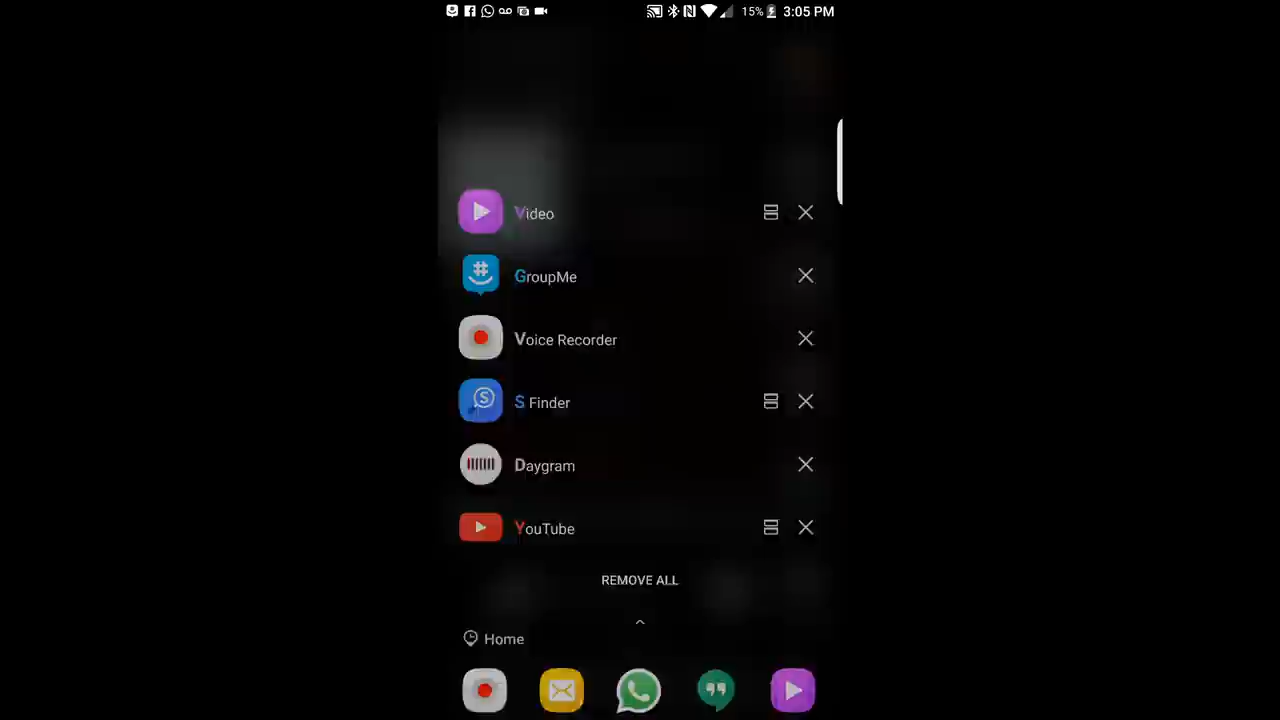 15% 3:05 PM
Video
GroupMe
Voice Recorder
S Finder
Daygram
YouTube
REMOVE ALL
Home